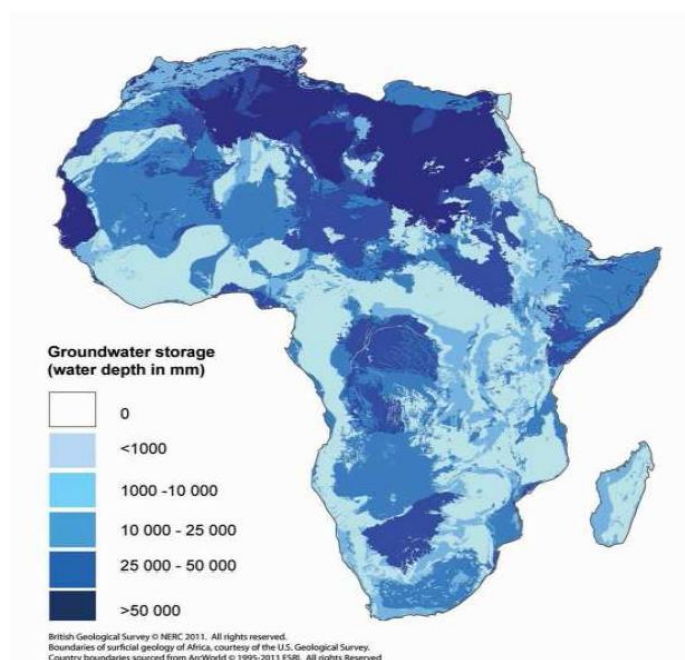 Groundwater storage
(water depth in mm)
0
<1000
1000 -10 000
10 000 - 25 000
25 000 - 50 000
>50 000
British Geological Survey © NERC 2011. All rights reserved.
Boundaries of surficial geology of Africa, courtesy of the U.S. Geological Survey.
Country boundaries sourced from ArcWorld © 1995-2011 ESRI. All rights Reserved